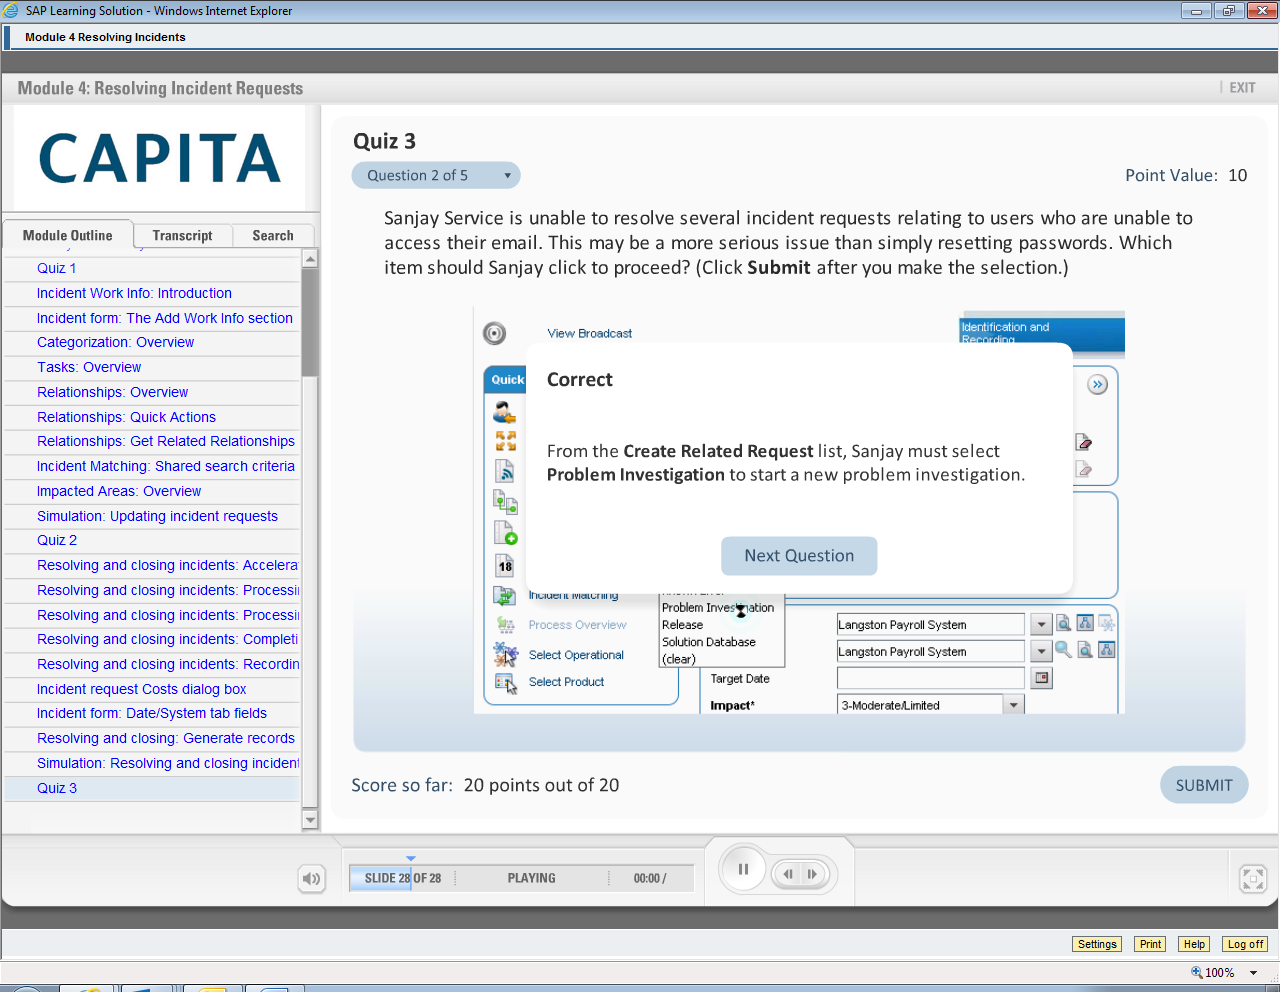 SAP Learning Solution - Windows Internet Explorer
Module 4 Resolving Incidents
Module 4: Resolving Incident Requests
EXIT
CAPITA
Module Outline
Transcript
Search
Quiz 1
Incident Work Info: Introduction
Incident form: The Add Work Info section
Categorization: Overview
Tasks: Overview
Relationships: Overview
Relationships: Quick Actions
Relationships: Get Related Relationships
Incident Matching: Shared search criteria
Impacted Areas: Overview
Simulation: Updating incident requests
Quiz 2
Resolving and closing incidents: Accelera
Resolving and closing incidents: Processi
Resolving and closing incidents: Processi
Resolving and closing incidents: Completi
Resolving and closing incidents: Recordin
Incident request Costs dialog box
Incident form: Date/System tab fields
Resolving and closing: Generate records
Simulation: Resolving and closing incident
Quiz 3
Quiz 3
Question 2 of 5
Point Value: 10
Sanjay Service is unable to resolve several incident requests relating to users who are unable to
access their email. This may be a more serious issue than simply resetting passwords. Which
item should Sanjay click to proceed? (Click Submit after you make the selection.)
View Broadcast
Identification and
Recording
Quick
18
Correct
From the Create Related Request list, Sanjay must select
Problem Investigation to start a new problem investigation.
Next Question
Incident Matching
Process Overview
Select Operational
Select Product
Problem Investigation
Release
Solution Database
(clear)
Langston Payroll System
Langston Payroll System
Target Date
Impact*
3-Moderate/Limited
Score so far: 20 points out of 20
SUBMIT
SLIDE 28 OF 28
PLAYING
00:00 /
Settings
Print
Help
Log off
100%